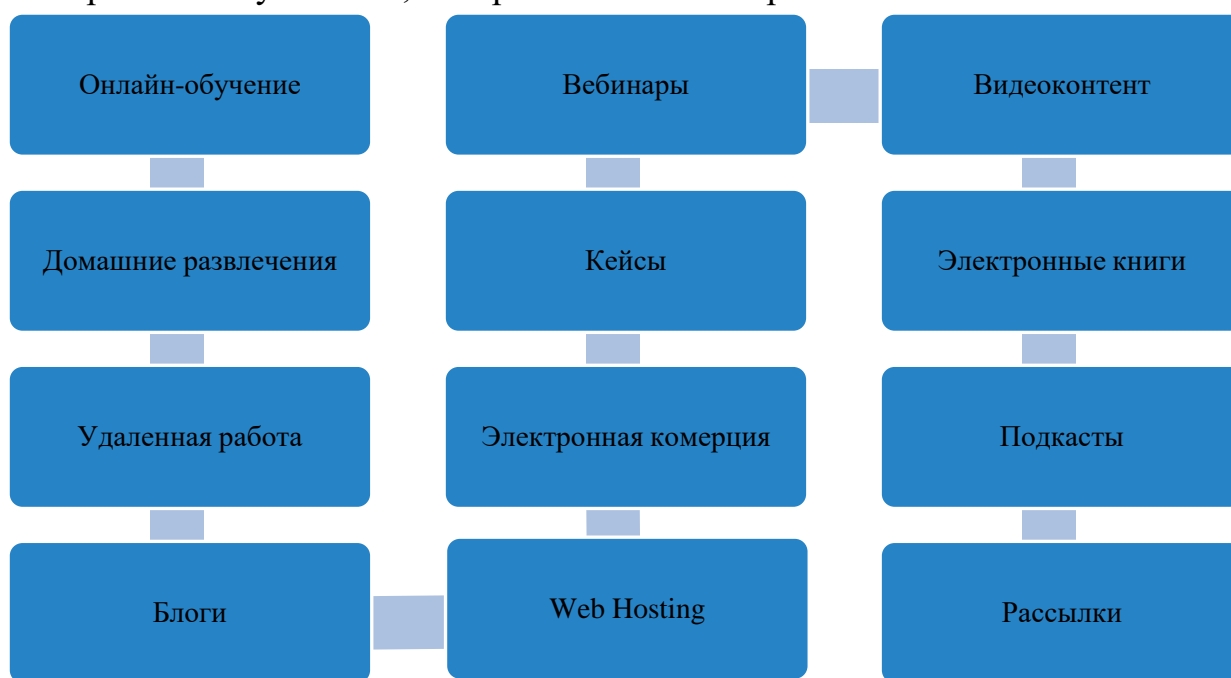 Онлайн-обучение
Домашние развлечения
Удаленная работа
Блоги
Web Hosting
Электронная комерция
Кейсы
Вебинары
Видеоконтент
Электронные книги
Подкасты
Рассылки